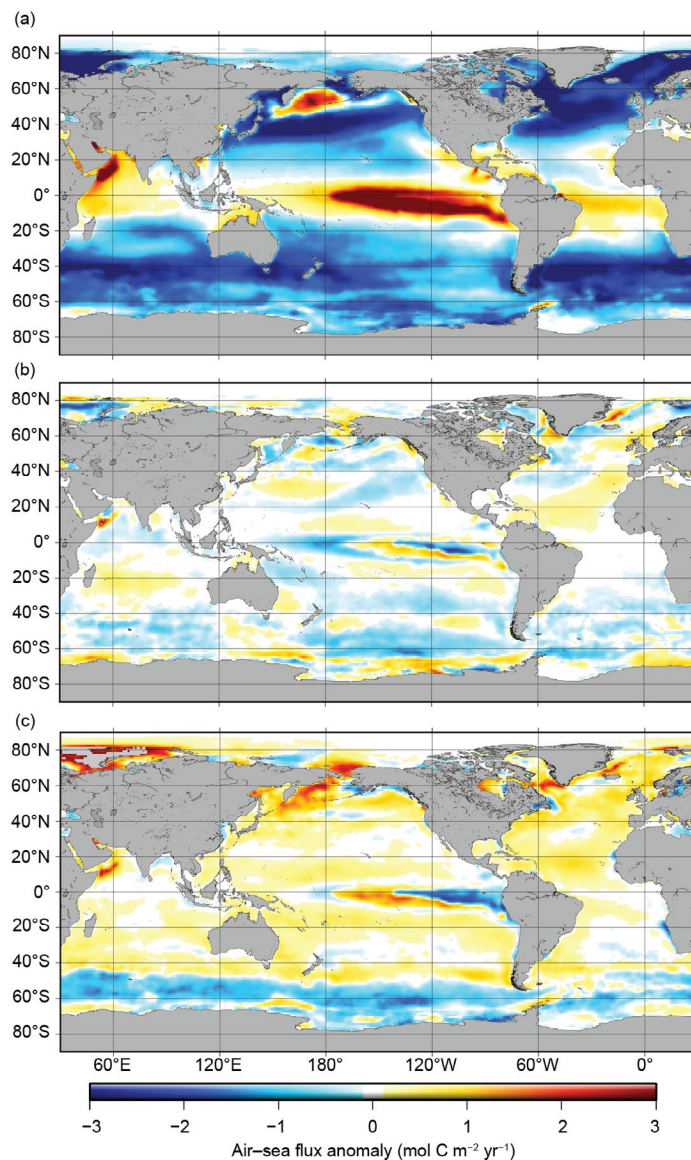 (a)
80°N
60°N
40°N
20°N
0°
20°S
40°S
60°S
80°S
(b)
80°N
60°N
40°N
20°N
0°
20°S
40°S
60°S
80°S
(c)
80°N
60°N
40°N
20°N
0°
20°S
40°S
60°S
80°S
60°E 120°E 180° 120°W 60°W 0°
−3 −2 −1 0 1 2 3
Air–sea flux anomaly (mol C m⁻² yr⁻¹)